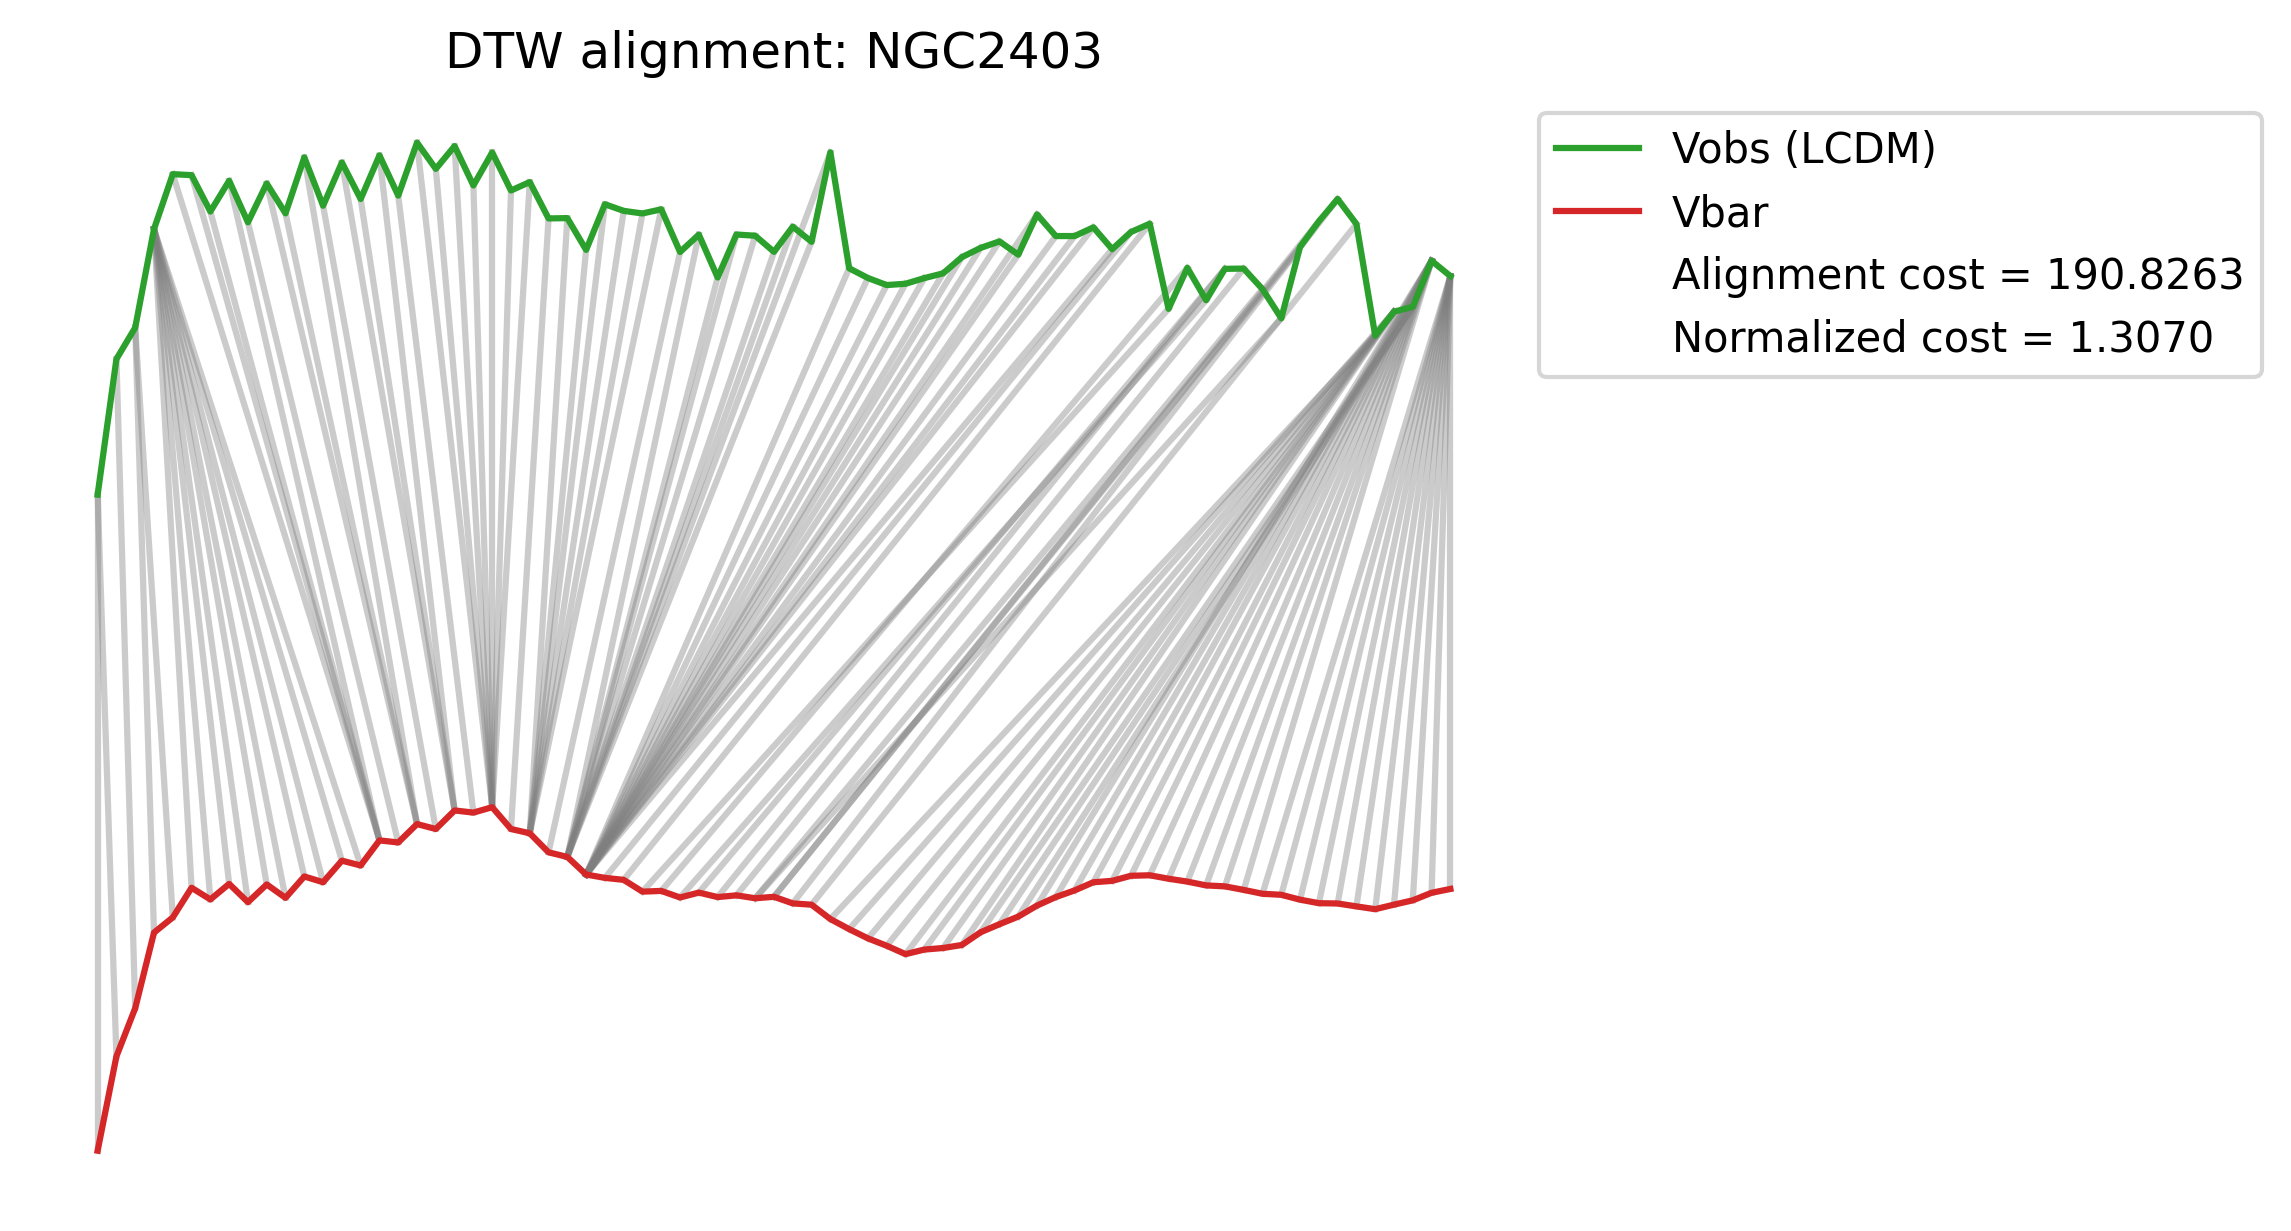 DTW alignment: NGC2403
Vobs (LCDM)
Vbar
Alignment cost = 190.8263
Normalized cost = 1.3070